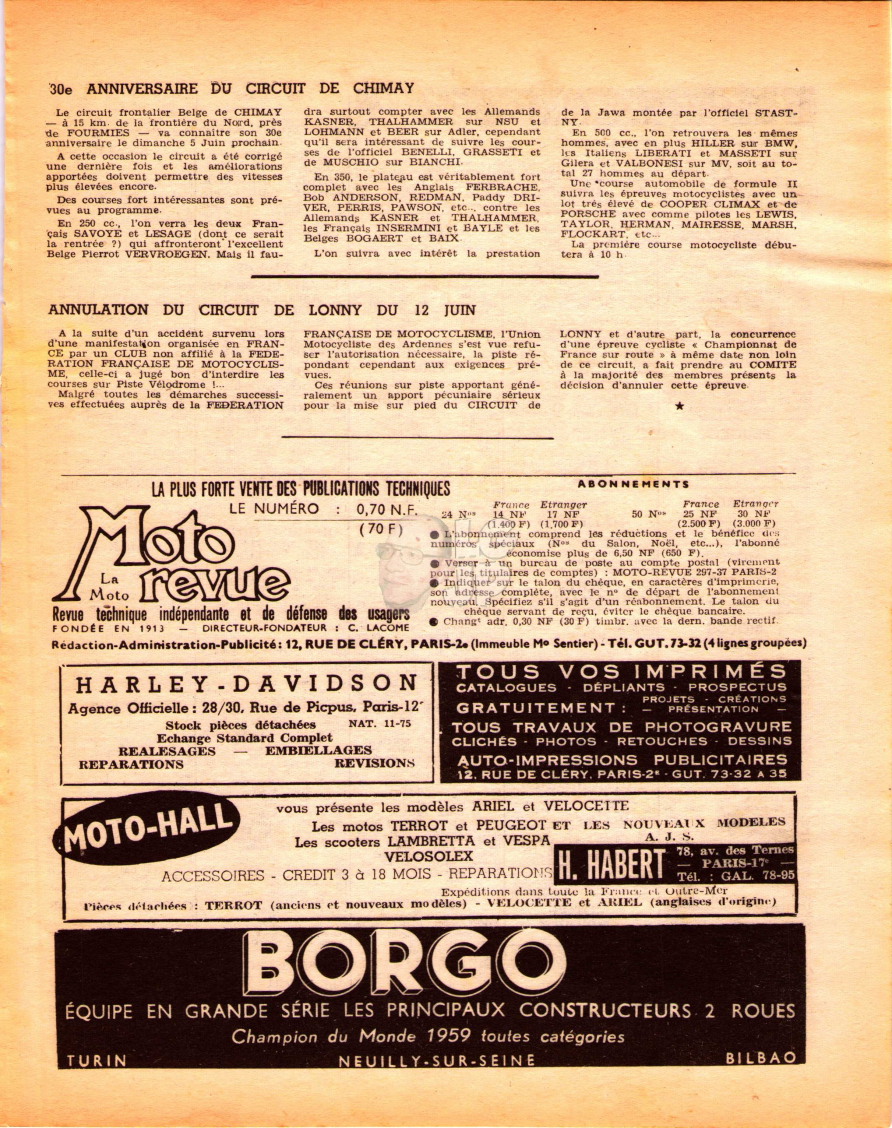 30e ANNIVERSAIRE DU CIRCUIT DE CHIMAY
Le circuit frontalier Belge de CHIMAY
— à 15 km. de la frontière du Nord, près
de FOURMIES — va connaître son 30e
anniversaire le dimanche 5 Juin prochain.
A cette occasion le circuit a été corrigé
une dernière fois et les améliorations
apportées doivent permettre des vitesses
plus élevées encore.
Des courses fort intéressantes sont pré-
vues au programme.
En 250 cc., l'on verra les deux Fran-
çais SAVOYE et LESAGE (dont ce serait
la rentrée ?) qui affronteront l'excellent
Belge Pierrot VERVROEGEN. Mais il fau-
dra surtout compter avec les Allemands
KASNER, THALHAMMER sur NSU et
LOHMANN et BEER sur Adler, cependant
qu'il sera intéressant de suivre les cour-
ses de l'officiel BENELLI, GRASSETI et
de MUSCHIO sur BIANCHI.
En 350, le plateau est véritablement fort
complet avec les Anglais FERBRACHE,
Bob ANDERSON, REDMAN, Paddy DRI-
VER, FERRIS, PAWSON, etc... contre les
Allemands KASNER et THALHAMMER,
les Français INSERMINI et BAYLE et les
Belges BOGAERT et BAIX.
L'on suivra avec intérêt la prestation
de la Jawa montée par l'officiel STAST-
NY.
En 500 cc., l'on retrouvera les mêmes
hommes, avec en plus HILLER sur BMW,
les Italiens LIBERATI et MASSETI sur
Gilera et VALBONESI sur MV, soit au to-
tal 27 hommes au départ.
Une course automobile de formule II
suivra les épreuves motocyclistes avec un
lot très élevé de COOPER CLIMAX et de
PORSCHE avec comme pilotes les LEWIS,
TAYLOR, HERMAN, MAIRESSE, MARSH,
FLOCKART, etc...
La première course motocycliste débu-
tera à 10 h.
ANNULATION DU CIRCUIT DE LONNY DU 12 JUIN
A la suite d'un accident survenu lors
d'une manifestation organisée en FRAN-
CE par un CLUB non affilié à la FEDE-
RATION FRANÇAISE DE MOTOCYCLIS-
ME, celle-ci a jugé bon d'interdire les
courses sur Piste Vélodrome !...
Malgré toutes les démarches successi-
ves effectuées auprès de la FEDERATION
FRANÇAISE DE MOTOCYCLISME, l'Union
Motocycliste des Ardennes s'est vue refu-
ser l'autorisation nécessaire, la piste ré-
pondant cependant aux exigences pré-
vues.
Ces réunions sur piste apportant géné-
ralement un apport pécuniaire sérieux
pour la mise sur pied du CIRCUIT de
LONNY et d'autre part, la concurrence
d'une épreuve cycliste « Championnat de
France sur route » à même date non loin
de ce circuit, a fait prendre au COMITE
à la majorité des membres présents la
décision d'annuler cette épreuve.
★
LA PLUS FORTE VENTE DES PUBLICATIONS TECHNIQUES
LE NUMÉRO : 0,70 N.F.
(70 F)
La Moto
Moto revue
Revue technique indépendante et de défense des usagers
FONDÉE EN 1913 — DIRECTEUR-FONDATEUR : C. LACOME
ABONNEMENTS
France Etranger France Etranger
24 Nos 14 NF 17 NF 50 Nos 25 NF 30 NF
(1.400 F) (1.700 F) (2.500 F) (3.000 F)
● L'abonnement comprend les réductions et le bénéfice des
numéros spéciaux (Nos du Salon, Noël, etc...), l'abonné
économise plus de 6,50 NF (650 F).
● Verser à un bureau de poste au compte postal (virement
pour les titulaires de comptes) : MOTO-REVUE 297-37 PARIS-2
● Indiquer sur le talon du chèque, en caractères d'imprimerie,
son adresse complète, avec le n° de départ de l'abonnement
nouveau. Spécifiez s'il s'agit d'un réabonnement. Le talon du
chèque servant de reçu, éviter le chèque bancaire.
● Changt adr. 0,30 NF (30 F) timbr. avec la dern. bande rectif.
Rédaction-Administration-Publicité : 12, RUE DE CLÉRY, PARIS-2e (Immeuble Mo Sentier) - Tél. GUT. 73-32 (4 lignes groupées)
HARLEY-DAVIDSON
Agence Officielle : 28/30, Rue de Picpus, Paris-12e
Stock pièces détachées NAT. 11-75
Echange Standard Complet
REALESAGES — EMBIELLAGES
REPARATIONS REVISIONS
TOUS VOS IMPRIMÉS
CATALOGUES - DÉPLIANTS - PROSPECTUS
GRATUITEMENT : PROJETS - CRÉATIONS
— PRÉSENTATION —
TOUS TRAVAUX DE PHOTOGRAVURE
CLICHÉS - PHOTOS - RETOUCHES - DESSINS
AUTO-IMPRESSIONS PUBLICITAIRES
12, RUE DE CLÉRY, PARIS-2e - GUT. 73-32 A 35
MOTO-HALL
vous présente les modèles ARIEL et VELOCETTE
Les motos TERROT et PEUGEOT ET LES NOUVEAUX MODELES
A. J. S.
Les scooters LAMBRETTA et VESPA
VELOSOLEX
ACCESSOIRES - CREDIT 3 à 18 MOIS - REPARATIONS
H. HABERT
78, av. des Ternes
— PARIS-17e —
Tél. : GAL. 78-95
Expéditions dans toute la France et Outre-Mer
Pièces détachées : TERROT (anciens et nouveaux modèles) - VELOCETTE et ARIEL (anglaises d'origine)
BORGO
ÉQUIPE EN GRANDE SÉRIE LES PRINCIPAUX CONSTRUCTEURS 2 ROUES
Champion du Monde 1959 toutes catégories
TURIN NEUILLY-SUR-SEINE BILBAO